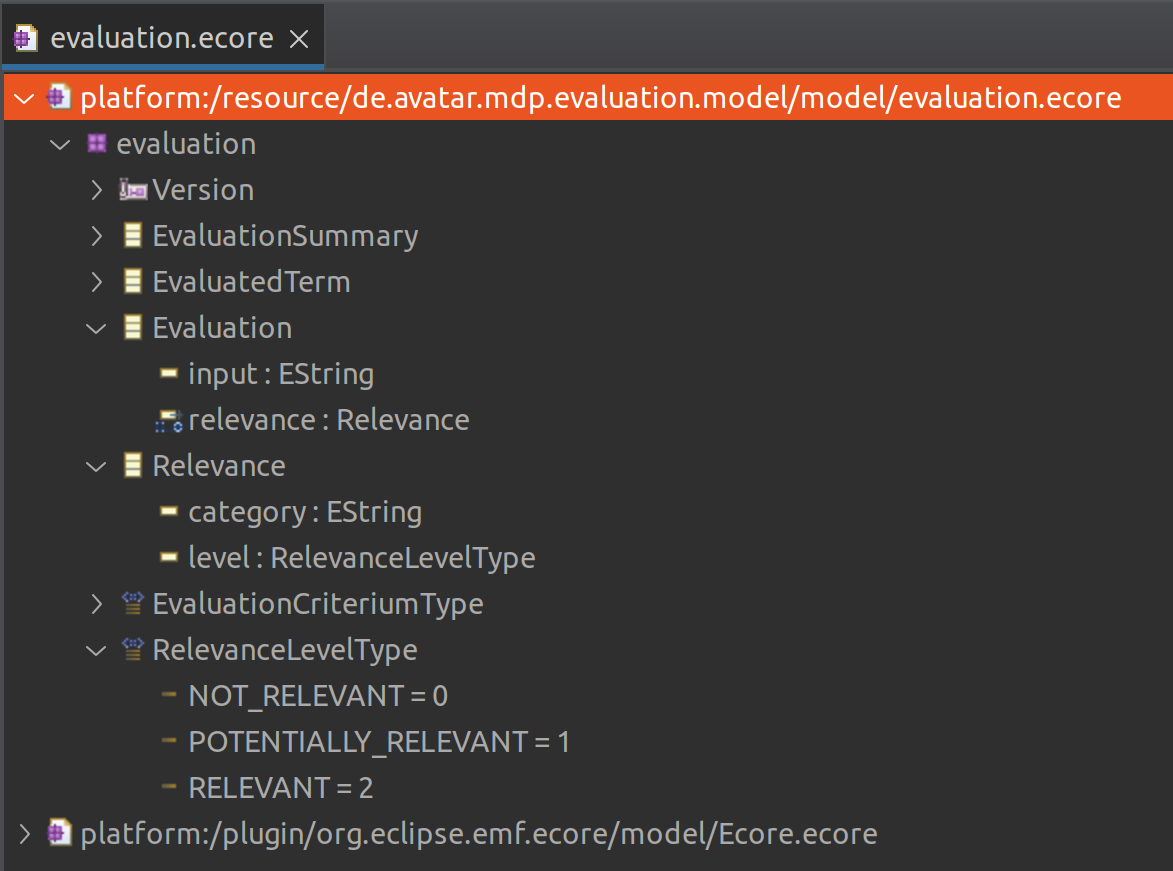 evaluation.ecore
platform:/resource/de.avatar.mdp.evaluation.model/model/evaluation.ecore
evaluation
Version
EvaluationSummary
EvaluatedTerm
Evaluation
input : EString
relevance : Relevance
Relevance
category : EString
level : RelevanceLevelType
EvaluationCriteriumType
RelevanceLevelType
NOT_RELEVANT = 0
POTENTIALLY_RELEVANT = 1
RELEVANT = 2
platform:/plugin/org.eclipse.emf.ecore/model/Ecore.ecore